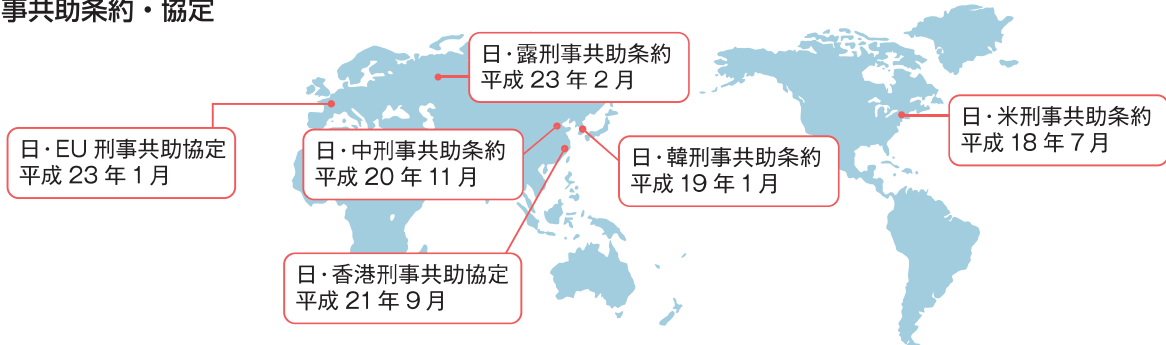 事共助条約・協定
日・露刑事共助条約
平成 23 年 2 月
日・米刑事共助条約
平成 18 年 7 月
日・EU 刑事共助協定
平成 23 年 1 月
日・中刑事共助条約
平成 20 年 11 月
日・韓刑事共助条約
平成 19 年 1 月
日・香港刑事共助協定
平成 21 年 9 月